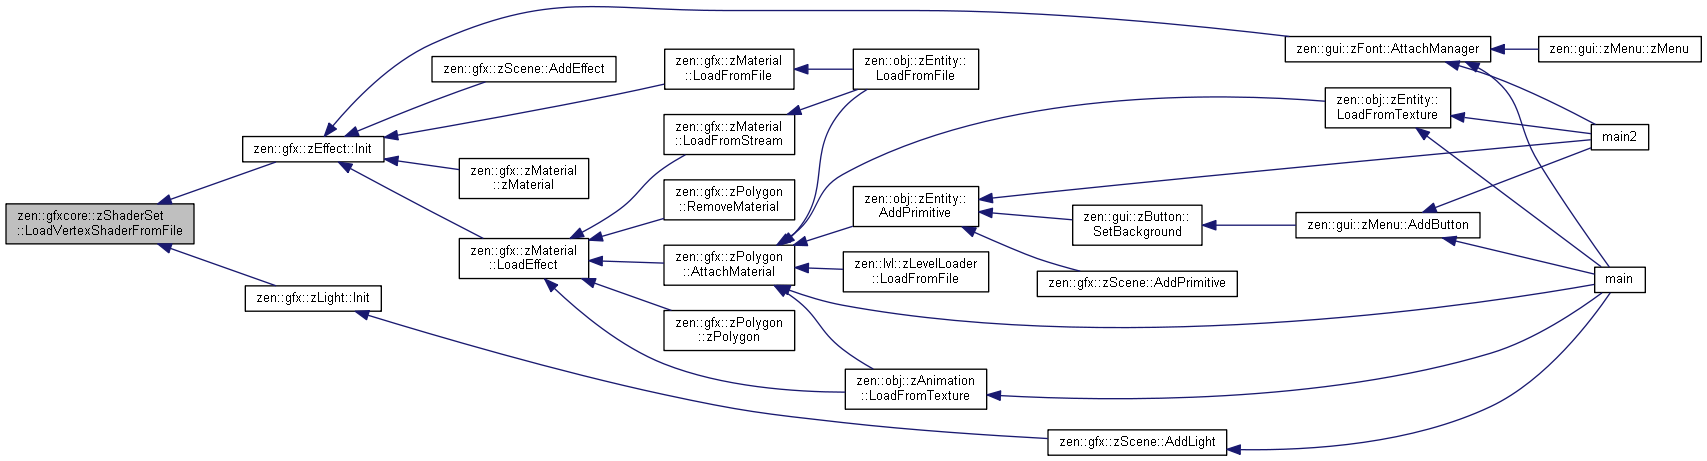 zen::gfxcore::zShaderSet
::LoadVertexShaderFromFile
zen::gfx::zEffect::Init
zen::gfx::zLight::Init
zen::gfx::zScene::AddEffect
zen::gfx::zMaterial
::zMaterial
zen::gfx::zMaterial
::LoadEffect
zen::gfx::zMaterial
::LoadFromFile
zen::gfx::zMaterial
::LoadFromStream
zen::gfx::zPolygon
::RemoveMaterial
zen::gfx::zPolygon
::AttachMaterial
zen::gfx::zPolygon
::zPolygon
zen::obj::zEntity::
LoadFromFile
zen::obj::zEntity::
AddPrimitive
zen::lvl::zLevelLoader
::LoadFromFile
zen::obj::zAnimation
::LoadFromTexture
zen::gui::zButton::
SetBackground
zen::gfx::zScene::AddPrimitive
zen::gfx::zScene::AddLight
zen::gui::zFont::AttachManager
zen::obj::zEntity::
LoadFromTexture
zen::gui::zMenu::AddButton
zen::gui::zMenu::zMenu
main2
main